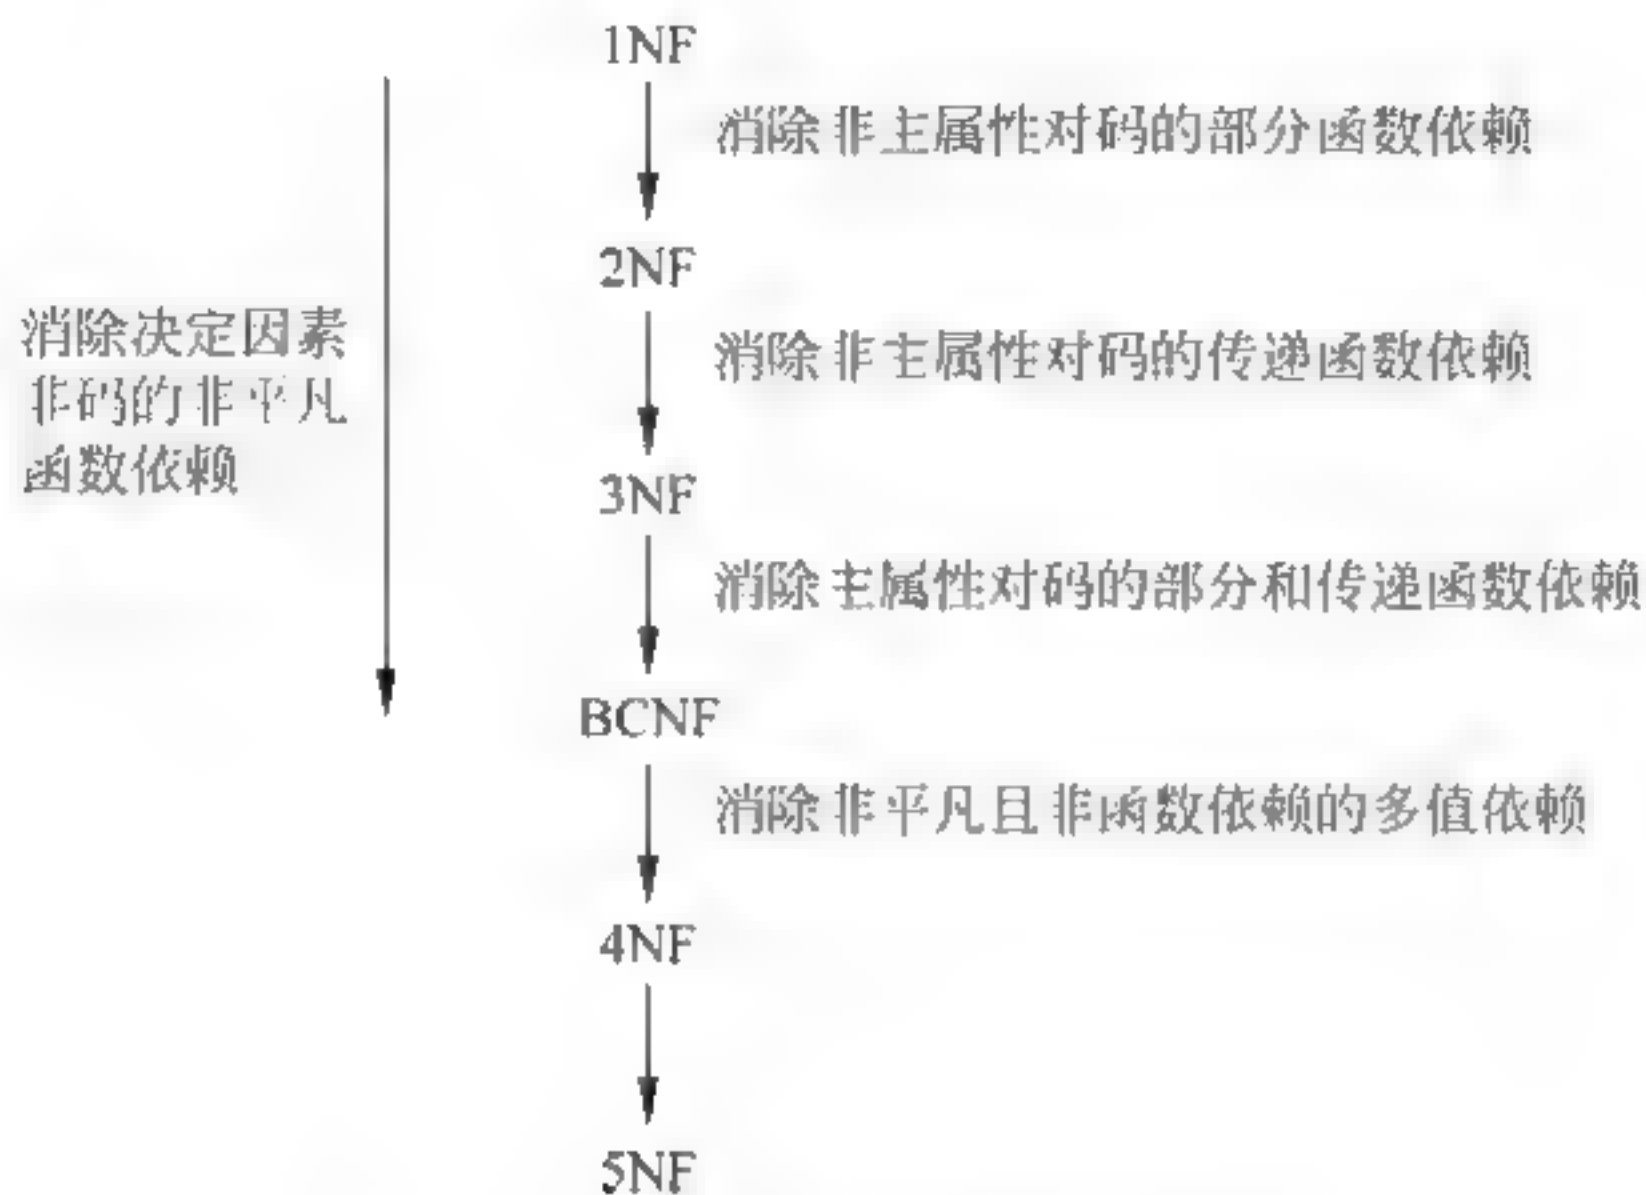 1NF
消除非主属性对码的部分函数依赖
2NF
消除决定因素
非码的非平凡
函数依赖
消除非主属性对码的传递函数依赖
3NF
消除主属性对码的部分和传递函数依赖
BCNF
消除非平凡且非函数依赖的多值依赖
4NF
5NF